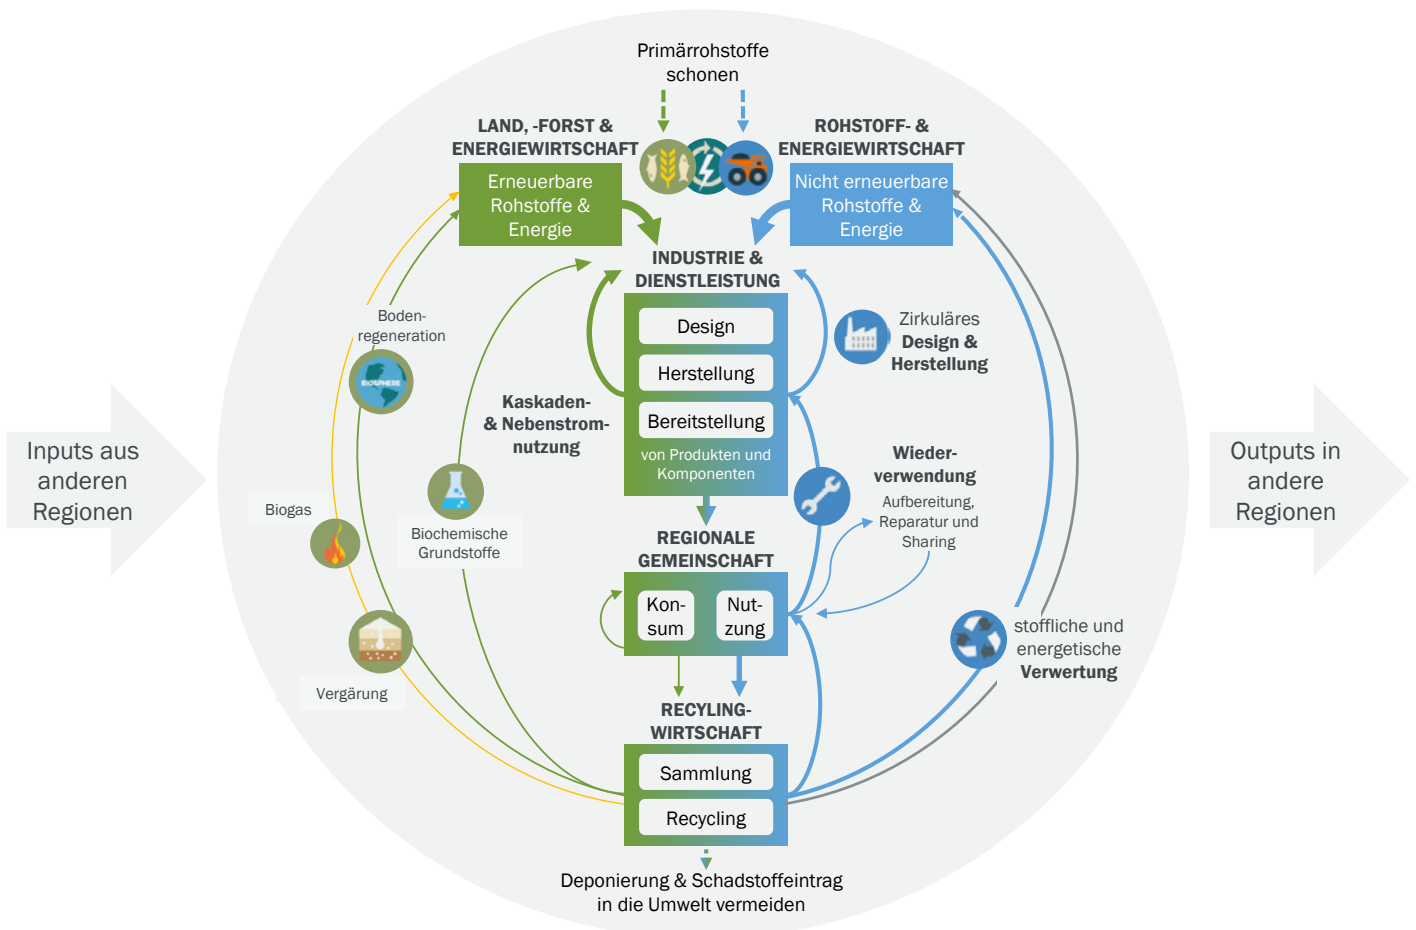 Primärrohstoffe
schonen
LAND, -FORST &
ENERGIEWIRTSCHAFT
ROHSTOFF- &
ENERGIEWIRTSCHAFT
Erneuerbare
Rohstoffe &
Energie
Nicht erneuerbare
Rohstoffe &
Energie
INDUSTRIE &
DIENSTLEISTUNG
Design
Herstellung
Bereitstellung
von Produkten und
Komponenten
Zirkuläres
Design &
Herstellung
Boden-
regeneration
BIOSPHERE
Kaskaden-
& Nebenstrom-
nutzung
Wieder-
verwendung
Aufbereitung,
Reparatur und
Sharing
Inputs aus
anderen
Regionen
Outputs in
andere
Regionen
Biogas
Biochemische
Grundstoffe
REGIONALE
GEMEINSCHAFT
Kon-
sum
Nut-
zung
stoffliche und
energetische
Verwertung
Vergärung
RECYLING-
WIRTSCHAFT
Sammlung
Recycling
Deponierung & Schadstoffeintrag
in die Umwelt vermeiden